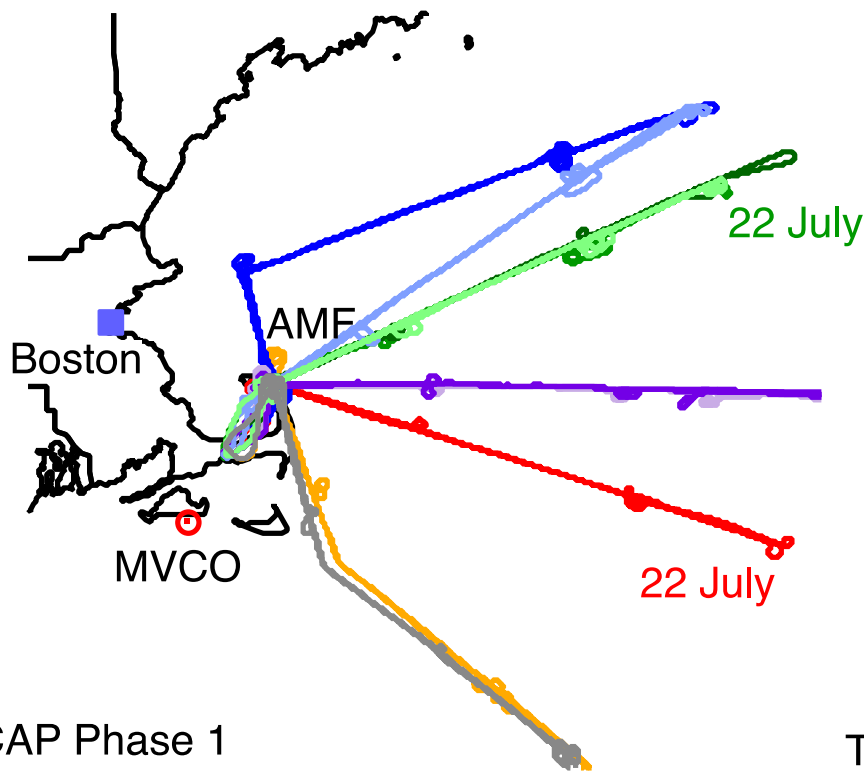 22 July
AMF
Boston
MVCO
22 July
CAP Phase 1
T